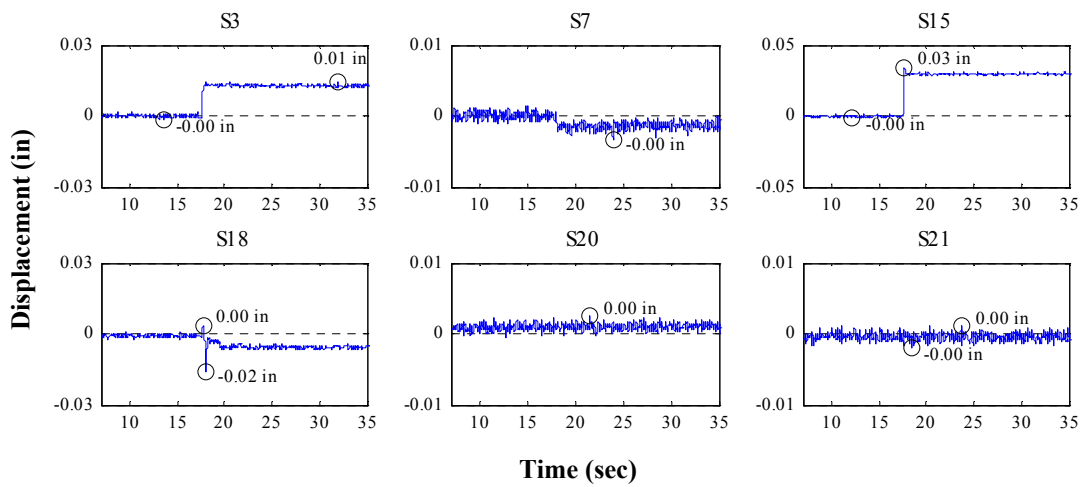 S3 S7 S15
0.03 0.01 0.05
0.01 in 0.03 in
0 0 0
-0.00 in -0.00 in -0.00 in
-0.03 -0.01 -0.05
10 15 20 25 30 35 10 15 20 25 30 35 10 15 20 25 30 35
Displacement (in)
S18 S20 S21
0.03 0.01 0.01
0.00 in 0.00 in 0.00 in
0 0 0
-0.02 in -0.00 in
-0.03 -0.01 -0.01
10 15 20 25 30 35 10 15 20 25 30 35 10 15 20 25 30 35
Time (sec)